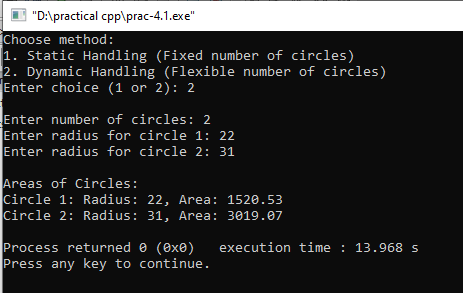 "D:\practical cpp\prac-4.1.exe"
Choose method:
1. Static Handling (Fixed number of circles)
2. Dynamic Handling (Flexible number of circles)
Enter choice (1 or 2): 2
Enter number of circles: 2
Enter radius for circle 1: 22
Enter radius for circle 2: 31
Areas of Circles:
Circle 1: Radius: 22, Area: 1520.53
Circle 2: Radius: 31, Area: 3019.07
Process returned 0 (0x0)   execution time : 13.968 s
Press any key to continue.